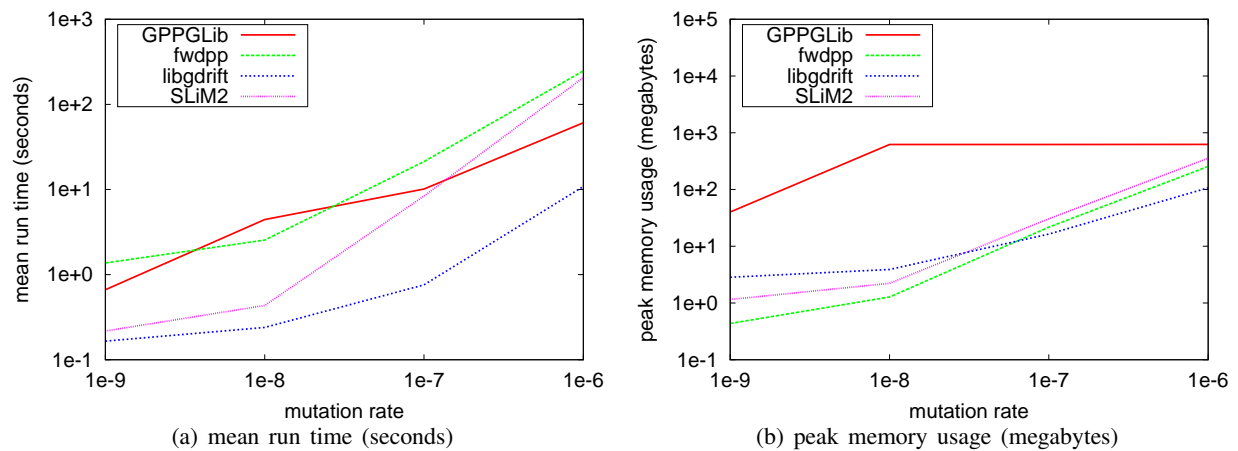 mean run time (seconds)
1e+3
1e+2
1e+1
1e+0
1e-1
GPPGLib
fwdpp
libgdrift
SLiM2
1e-9 1e-8 1e-7 1e-6
mutation rate
(a) mean run time (seconds)
peak memory usage (megabytes)
1e+5
1e+4
1e+3
1e+2
1e+1
1e+0
1e-1
GPPGLib
fwdpp
libgdrift
SLiM2
1e-9 1e-8 1e-7 1e-6
mutation rate
(b) peak memory usage (megabytes)